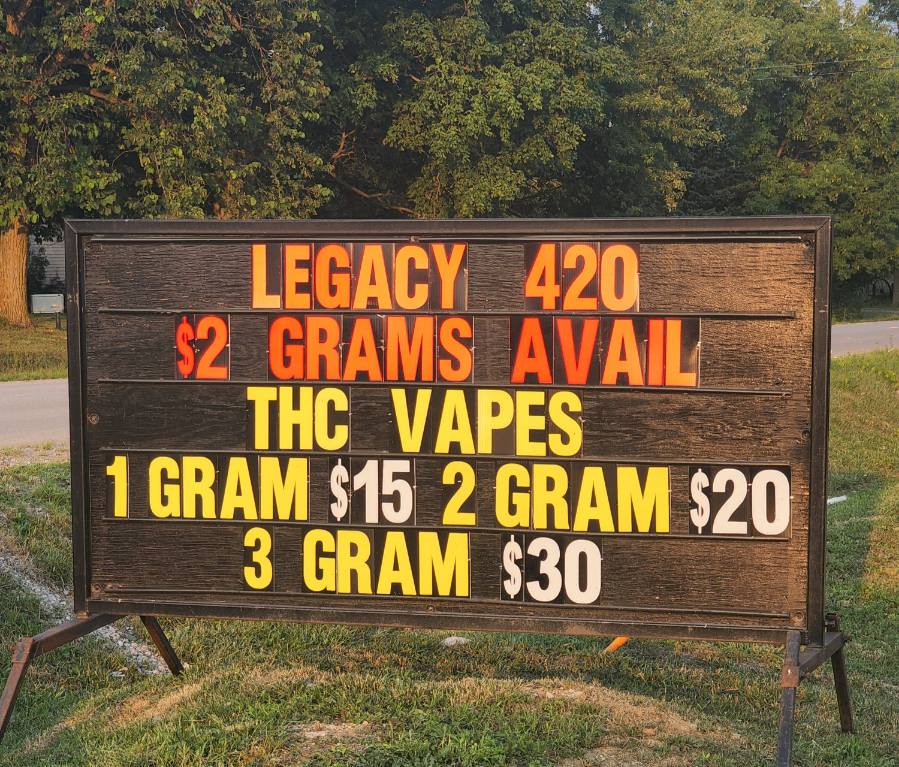 LEGACY 420
$2 GRAMS AVAIL
THC VAPES
1 GRAM $15 2 GRAM $20
3 GRAM $30